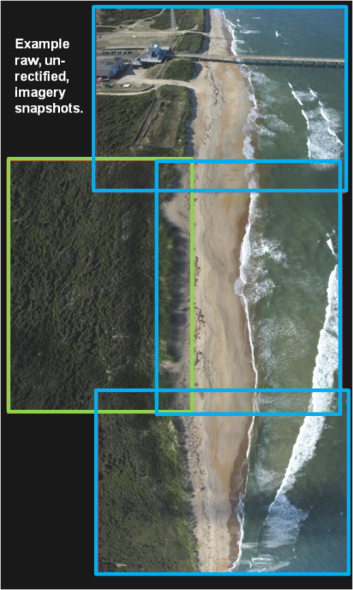 Example
raw, un-
rectified,
imagery
snapshots.